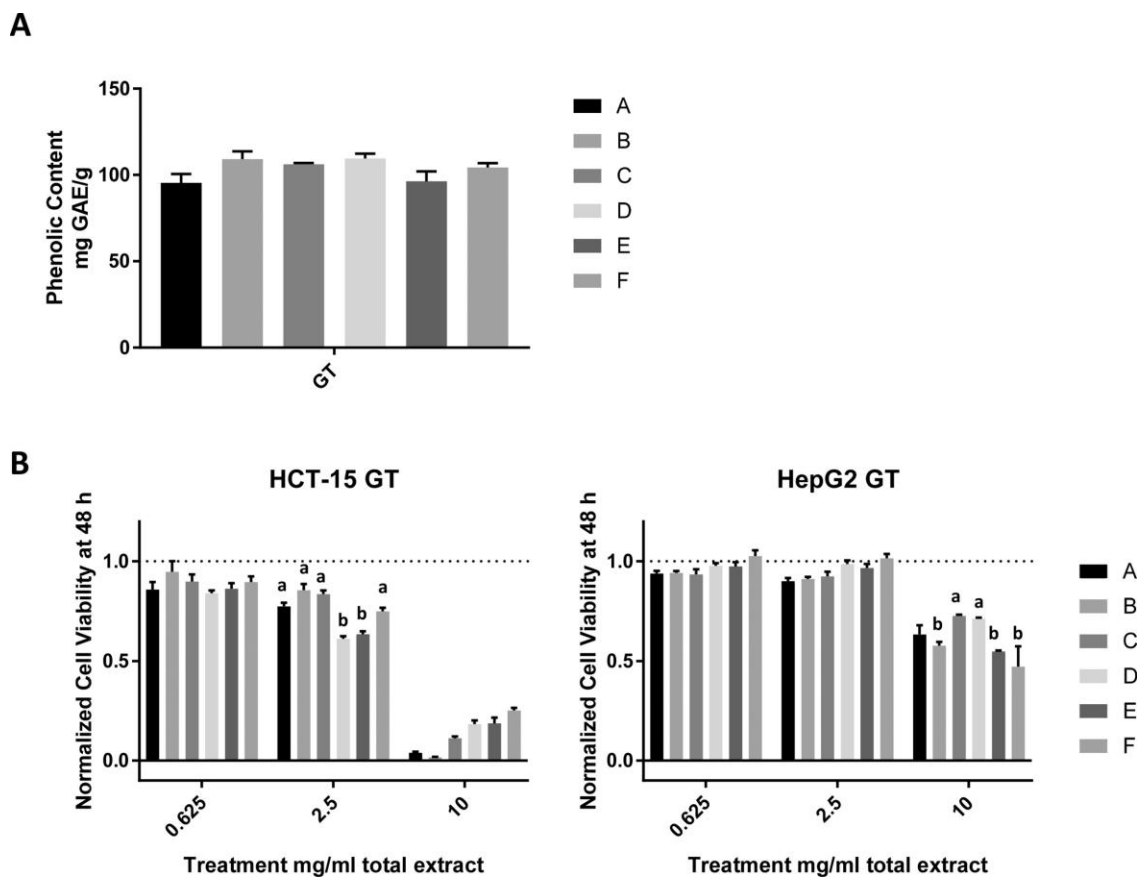 A
Phenolic Content
mg GAE/g
150
100
50
0
GT
A
B
C
D
E
F
B
HCT-15 GT
Normalized Cell Viability at 48 h
1.0
0.5
0.0
a
a
a
b
b
a
0.625
2.5
10
Treatment mg/ml total extract
HepG2 GT
Normalized Cell Viability at 48 h
1.0
0.5
0.0
b
a
a
b
b
0.625
2.5
10
Treatment mg/ml total extract
A
B
C
D
E
F